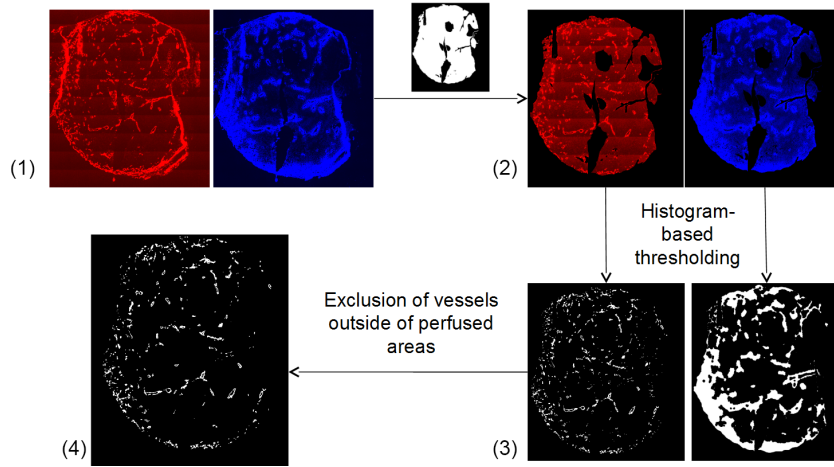 (1)
(2)
Histogram-
based
thresholding
Exclusion of vessels
outside of perfused
areas
(4)
(3)